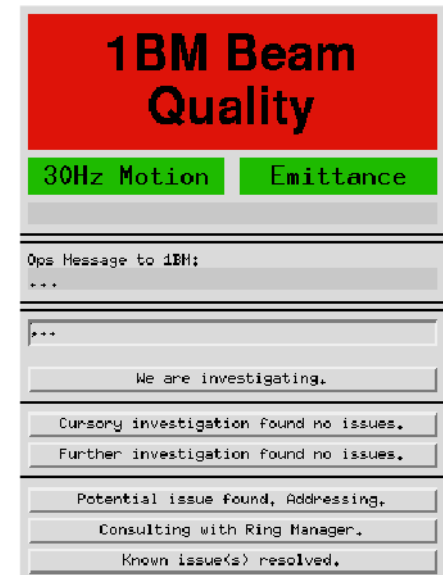 1BM Beam
Quality
30Hz Motion Emittance
Ops Message to 1BM:
...
...
We are investigating.
Cursory investigation found no issues.
Further investigation found no issues.
Potential issue found, Addressing.
Consulting with Ring Manager.
Known issue(s) resolved.